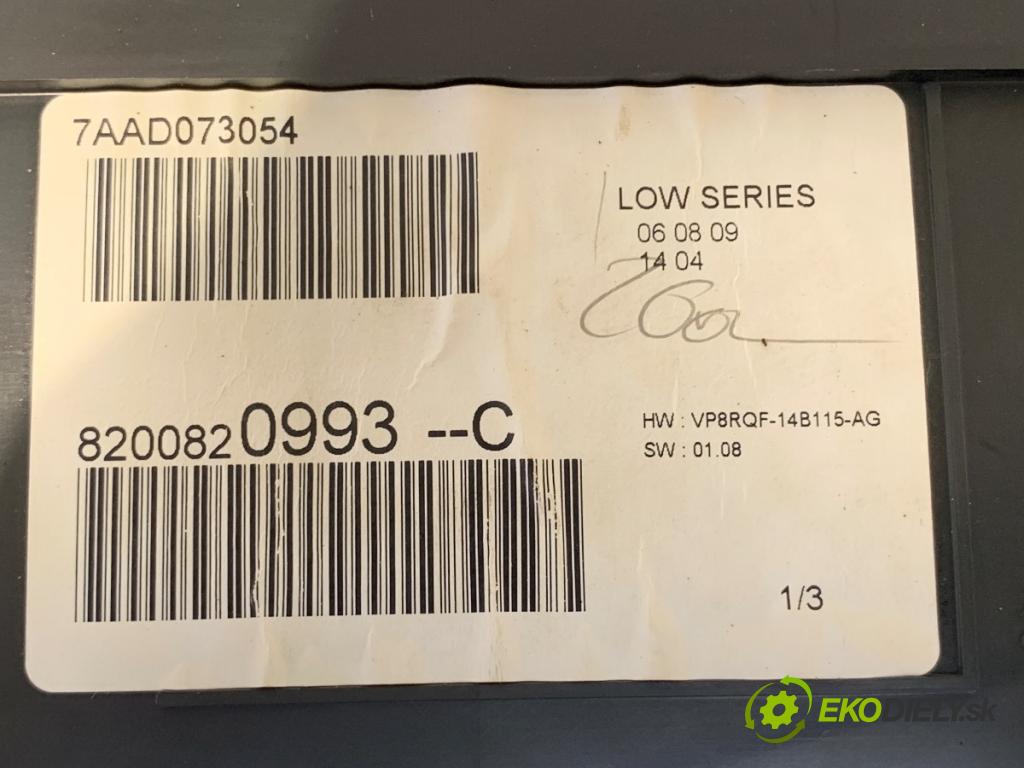 7AAD073054
LOW SERIES
06 08 09
14 04
8200820993 --C
HW : VP8RQF-14B115-AG
SW : 01.08
1/3
EKODIELY.sk